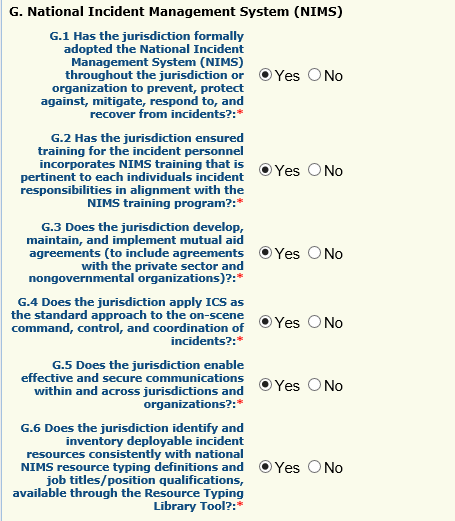 G. National Incident Management System (NIMS)
G.1 Has the jurisdiction formally
adopted the National Incident
Management System (NIMS)
throughout the jurisdiction or
organization to prevent, protect
against, mitigate, respond to, and
recover from incidents?:*
Yes No
G.2 Has the jurisdiction ensured
training for the incident personnel
incorporates NIMS training that is
pertinent to each individuals incident
responsibilities in alignment with the
NIMS training program?:*
Yes No
G.3 Does the jurisdiction develop,
maintain, and implement mutual aid
agreements (to include agreements
with the private sector and
nongovernmental organizations)?:*
Yes No
G.4 Does the jurisdiction apply ICS as
the standard approach to the on-scene
command, control, and coordination of
incidents?:*
Yes No
G.5 Does the jurisdiction enable
effective and secure communications
within and across jurisdictions and
organizations?:*
Yes No
G.6 Does the jurisdiction identify and
inventory deployable incident
resources consistently with national
NIMS resource typing definitions and
job titles/position qualifications,
available through the Resource Typing
Library Tool?:*
Yes No